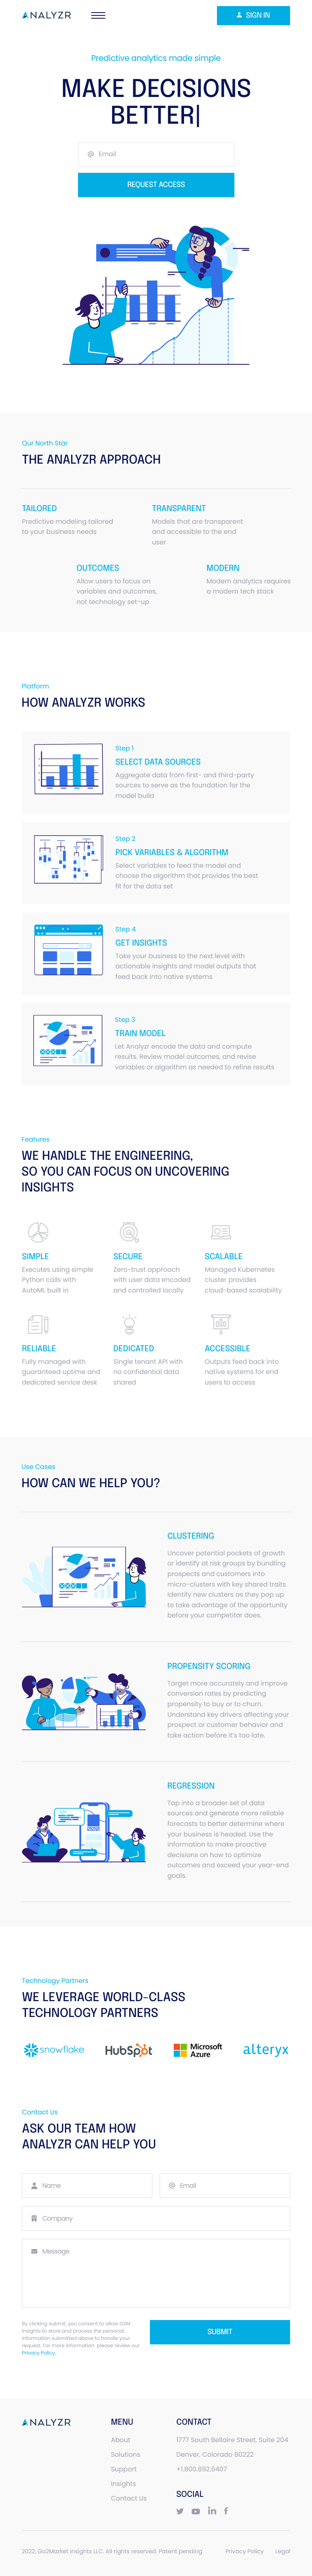 ANALYZR
SIGN IN
Predictive analytics made simple
MAKE DECISIONS
BETTER|
Email
REQUEST ACCESS
Our North Star
THE ANALYZR APPROACH
TAILORED
Predictive modeling tailored
to your business needs
TRANSPARENT
Models that are transparent
and accessible to the end
user
OUTCOMES
Allow users to focus on
variables and outcomes,
not technology set-up
MODERN
Modern analytics requires
a modern tech stack
Platform
HOW ANALYZR WORKS
Step 1
SELECT DATA SOURCES
Aggregate data from first- and third-party
sources to serve as the foundation for the
model build
Step 2
PICK VARIABLES & ALGORITHM
Select variables to feed the model and
choose the algorithm that provides the best
fit for the data set
Step 4
GET INSIGHTS
Take your business to the next level with
actionable insights and model outputs that
feed back into native systems
Step 3
TRAIN MODEL
Let Analyzr encode the data and compute
results. Review model outcomes, and revise
variables or algorithm as needed to refine results
Features
WE HANDLE THE ENGINEERING,
SO YOU CAN FOCUS ON UNCOVERING
INSIGHTS
SIMPLE
Executes using simple
Python calls with
AutoML built in
SECURE
Zero-trust approach
with user data encoded
and controlled locally
SCALABLE
Managed Kubernetes
cluster provides
cloud-based scalability
RELIABLE
Fully managed with
guaranteed uptime and
dedicated service desk
DEDICATED
Single tenant API with
no confidential data
shared
ACCESSIBLE
Outputs feed back into
native systems for end
users to access
Use Cases
HOW CAN WE HELP YOU?
CLUSTERING
Uncover potential pockets of growth
or identify at risk groups by bundling
prospects and customers into
micro-clusters with key shared traits.
Identify new clusters as they pop up
to take advantage of the opportunity
before your competitor does.
PROPENSITY SCORING
Target more accurately and improve
conversion rates by predicting
propensity to buy or to churn.
Understand key drivers affecting your
prospect or customer behavior and
take action before it's too late.
REGRESSION
Tap into a broader set of data
sources and generate more reliable
forecasts to better determine where
your business is headed. Use the
information to make proactive
decisions on how to optimize
outcomes and exceed your year-end
goals.
Technology Partners
WE LEVERAGE WORLD-CLASS
TECHNOLOGY PARTNERS
snowflake
HubSpot
Microsoft
Azure
alteryx
Contact Us
ASK OUR TEAM HOW
ANALYZR CAN HELP YOU
Name
Email
Company
Message
By clicking submit, you consent to allow G2M
Insights to store and process the personal
information submitted above to handle your
request. For more information please review our
Privacy Policy.
SUBMIT
ANALYZR
MENU
About
Solutions
Support
Insights
Contact Us
CONTACT
1777 South Bellaire Street, Suite 204
Denver, Colorado 80222
+1.800.892.6407
SOCIAL
2022, Go2Market Insights LLC. All rights reserved. Patent pending
Privacy Policy
Legal